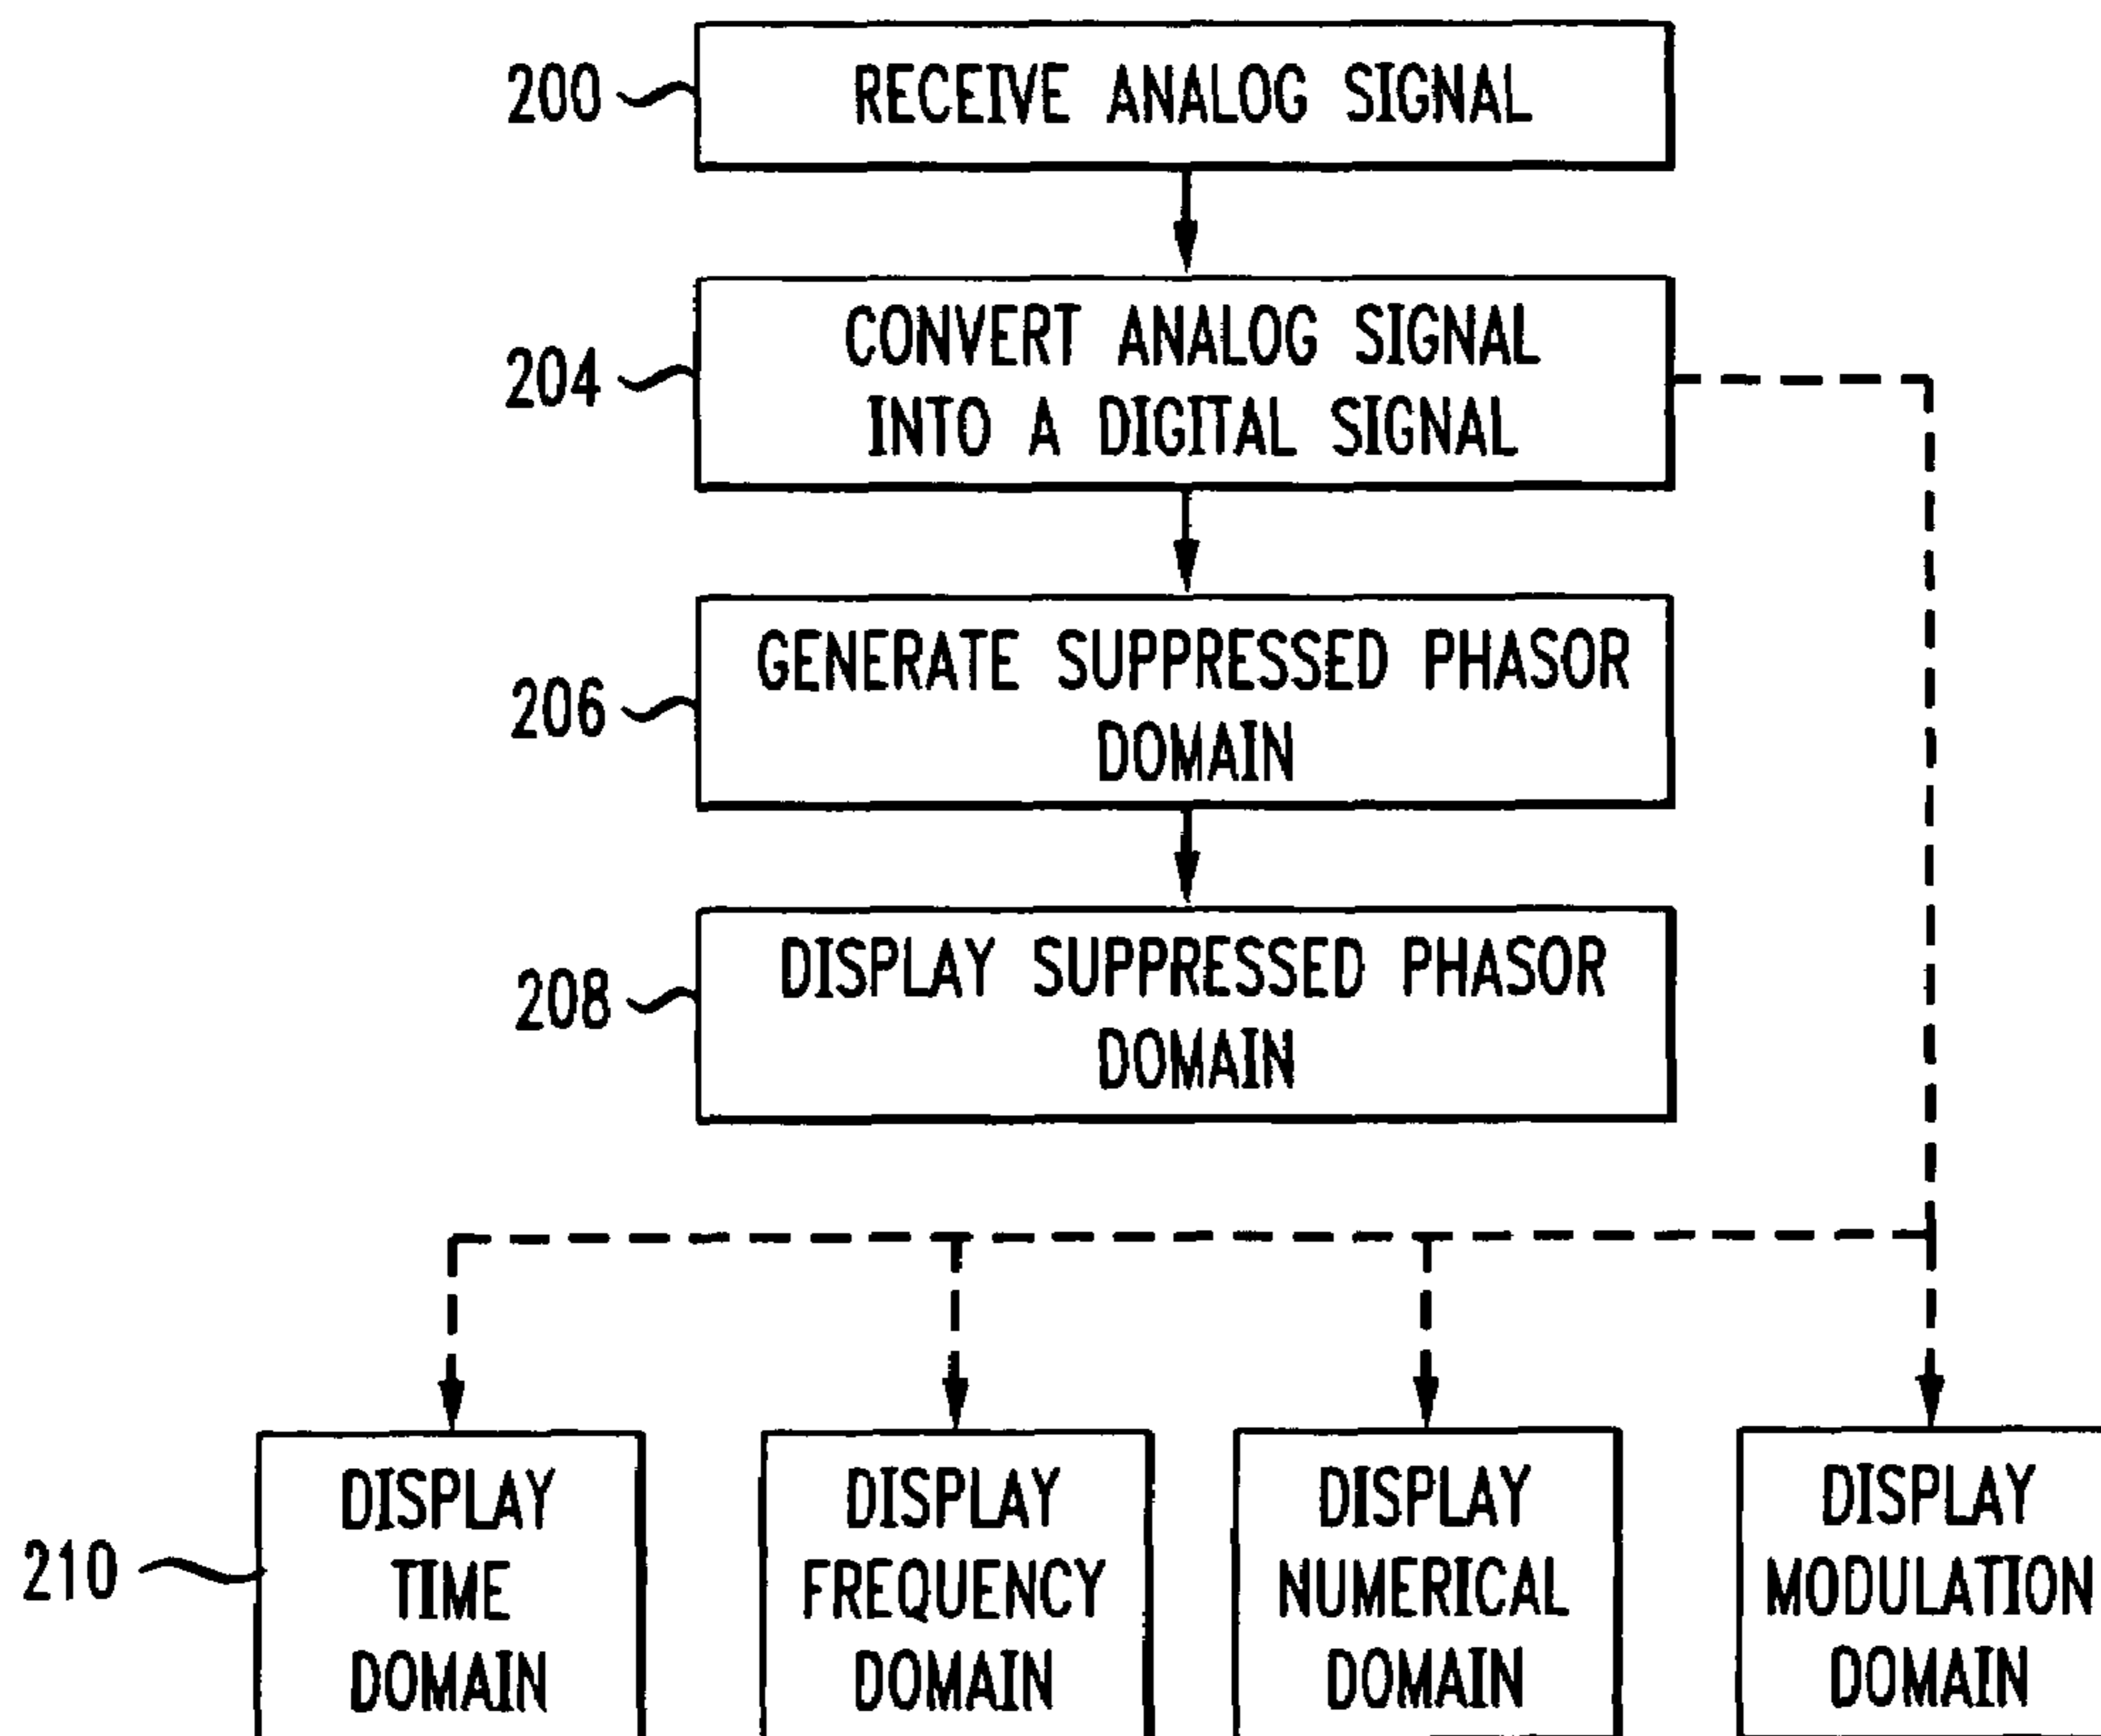 200
RECEIVE ANALOG SIGNAL
204
CONVERT ANALOG SIGNAL
INTO A DIGITAL SIGNAL
206
GENERATE SUPPRESSED PHASOR
DOMAIN
208
DISPLAY SUPPRESSED PHASOR
DOMAIN
210
DISPLAY
TIME
DOMAIN
DISPLAY
FREQUENCY
DOMAIN
DISPLAY
NUMERICAL
DOMAIN
DISPLAY
MODULATION
DOMAIN